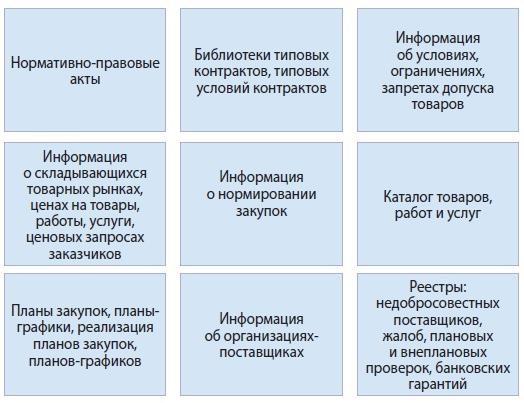 Нормативно-правовые
акты
Библиотеки типовых
контрактов, типовых
условий контрактов
Информация
об условиях,
ограничениях,
запретах допуска
товаров
Информация
о складывающихся
товарных рынках,
ценах на товары,
работы, услуги,
ценовых запросах
заказчиков
Информация
о нормировании
закупок
Каталог товаров,
работ и услуг
Планы закупок, планы-
графики, реализация
планов закупок,
планов-графиков
Информация
об организациях-
поставщиках
Реестры:
недобросовестных
поставщиков,
жалоб, плановых
и внеплановых
проверок, банковских
гарантий